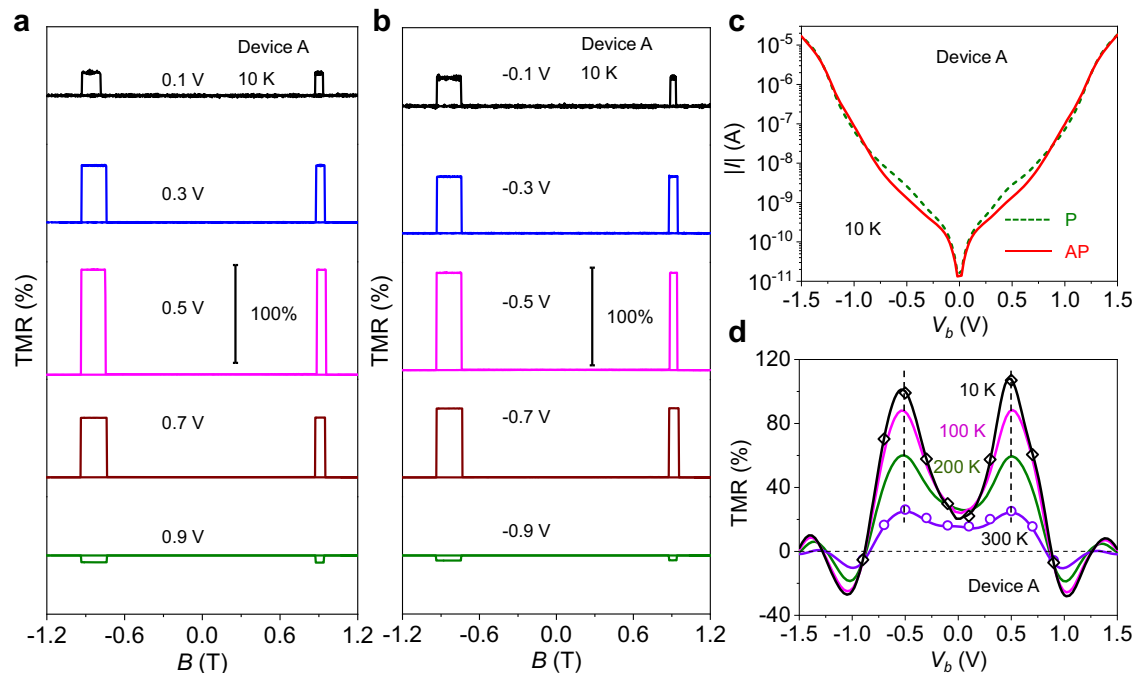 a
Device A
0.1 V
10 K
0.3 V
0.5 V
100%
0.7 V
0.9 V
TMR (%)
-1.2 -0.6 0.0 0.6 1.2
B (T)
b
Device A
-0.1 V
10 K
-0.3 V
-0.5 V
100%
-0.7 V
-0.9 V
TMR (%)
-1.2 -0.6 0.0 0.6 1.2
B (T)
c
Device A
10⁻⁵
10⁻⁶
10⁻⁷
10⁻⁸
10⁻⁹
10⁻¹⁰
10⁻¹¹
|I| (A)
10 K
P
AP
-1.5 -1.0 -0.5 0.0 0.5 1.0 1.5
V_b (V)
d
120
80
40
0
-40
TMR (%)
10 K
100 K
200 K
300 K
Device A
-1.5 -1.0 -0.5 0.0 0.5 1.0 1.5
V_b (V)